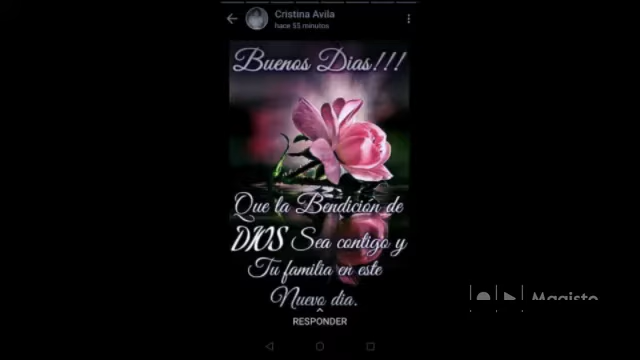 Cristina Avila
hace 55 minutos
Buenos Dias!!!
Que la Bendición de
DIOS Sea contigo y
Tu familia en este
Nuevo dia.
RESPONDER
Magisto